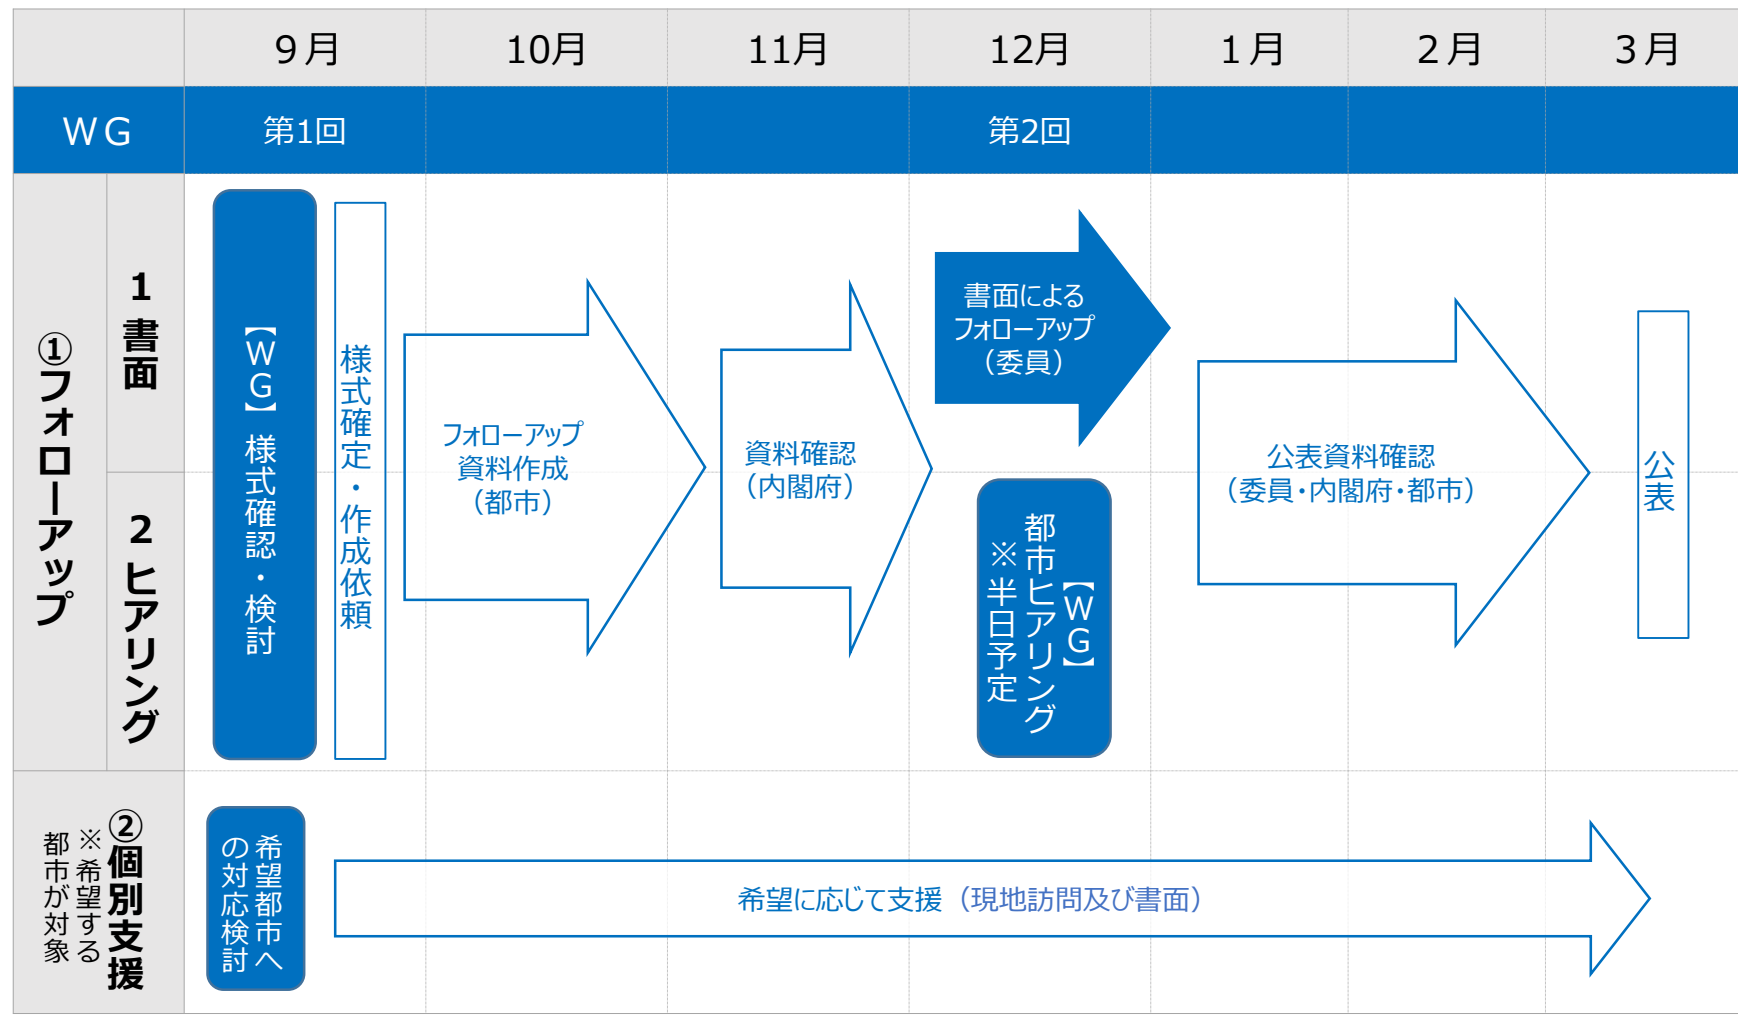 ９月
10月
11月
12月
１月
２月
３月
ＷＧ
第1回
第2回
①フォローアップ
１書面
２ヒアリング
【ＷＧ】様式確認・検討
様式確定・作成依頼
フォローアップ
資料作成
（都市）
資料確認
（内閣府）
書面による
フォローアップ
（委員）
【ＷＧ】
都市ヒアリング
※半日予定
公表資料確認
（委員・内閣府・都市）
公表
②個別支援
※希望する
都市が対象
希望都市へ
の対応検討
希望に応じて支援（現地訪問及び書面）